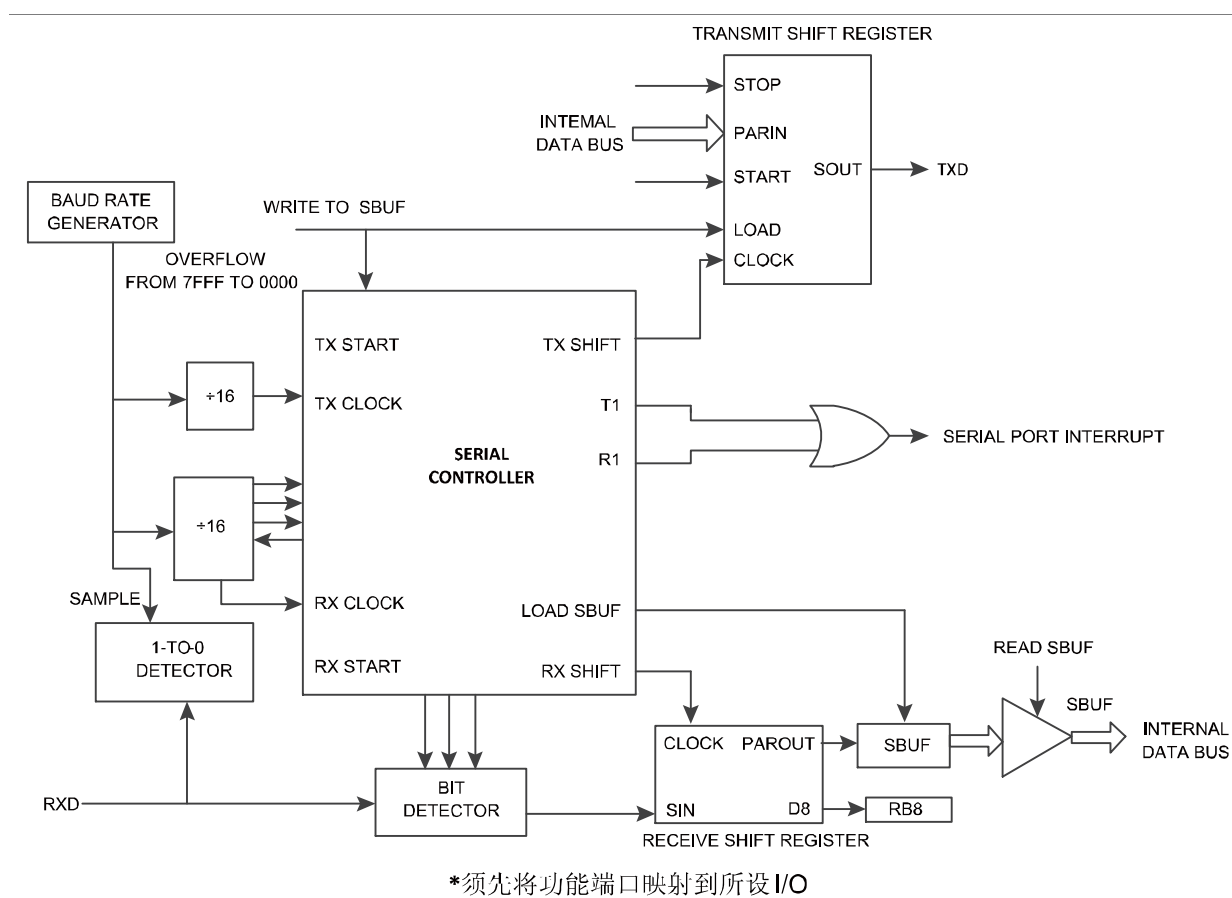 TRANSMIT SHIFT REGISTER
STOP
INTEMAL
DATA BUS
PARIN
START
SOUT
TXD
BAUD RATE
GENERATOR
WRITE TO SBUF
LOAD
CLOCK
OVERFLOW
FROM 7FFF TO 0000
TX START
TX SHIFT
÷16
TX CLOCK
T1
SERIAL
CONTROLLER
R1
SERIAL PORT INTERRUPT
÷16
SAMPLE
RX CLOCK
LOAD SBUF
1-TO-0
DETECTOR
RX START
RX SHIFT
READ SBUF
SBUF
CLOCK
PAROUT
SBUF
INTERNAL
DATA BUS
RXD
BIT
DETECTOR
SIN
D8
RB8
RECEIVE SHIFT REGISTER
*须先将功能端口映射到所设I/O